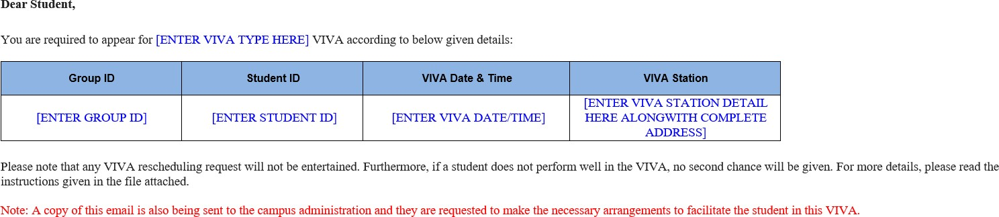 Dear Student,
You are required to appear for [ENTER VIVA TYPE HERE] VIVA according to below given details:
Group ID Student ID VIVA Date & Time VIVA Station
[ENTER GROUP ID] [ENTER STUDENT ID] [ENTER VIVA DATE/TIME] [ENTER VIVA STATION DETAIL
HERE ALONGWITH COMPLETE
ADDRESS]
Please note that any VIVA rescheduling request will not be entertained. Furthermore, if a student does not perform well in the VIVA, no second chance will be given. For more details, please read the
instructions given in the file attached.
Note: A copy of this email is also being sent to the campus administration and they are requested to make the necessary arrangements to facilitate the student in this VIVA.